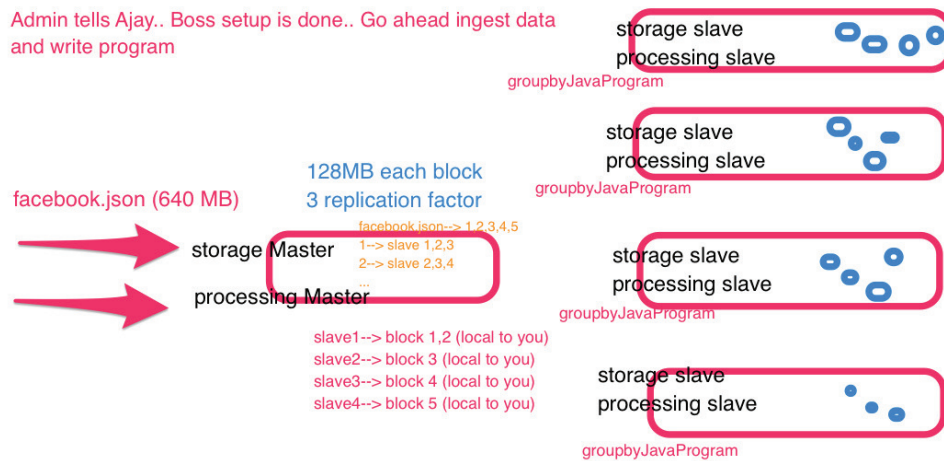 Admin tells Ajay.. Boss setup is done.. Go ahead ingest data
and write program
facebook.json (640 MB)
storage Master
processing Master
128MB each block
3 replication factor
facebook.json--> 1,2,3,4,5
1--> slave 1,2,3
2--> slave 2,3,4
...
slave1--> block 1,2 (local to you)
slave2--> block 3 (local to you)
slave3--> block 4 (local to you)
slave4--> block 5 (local to you)
storage slave
processing slave
groupbyJavaProgram
storage slave
processing slave
groupbyJavaProgram
storage slave
processing slave
groupbyJavaProgram
storage slave
processing slave
groupbyJavaProgram